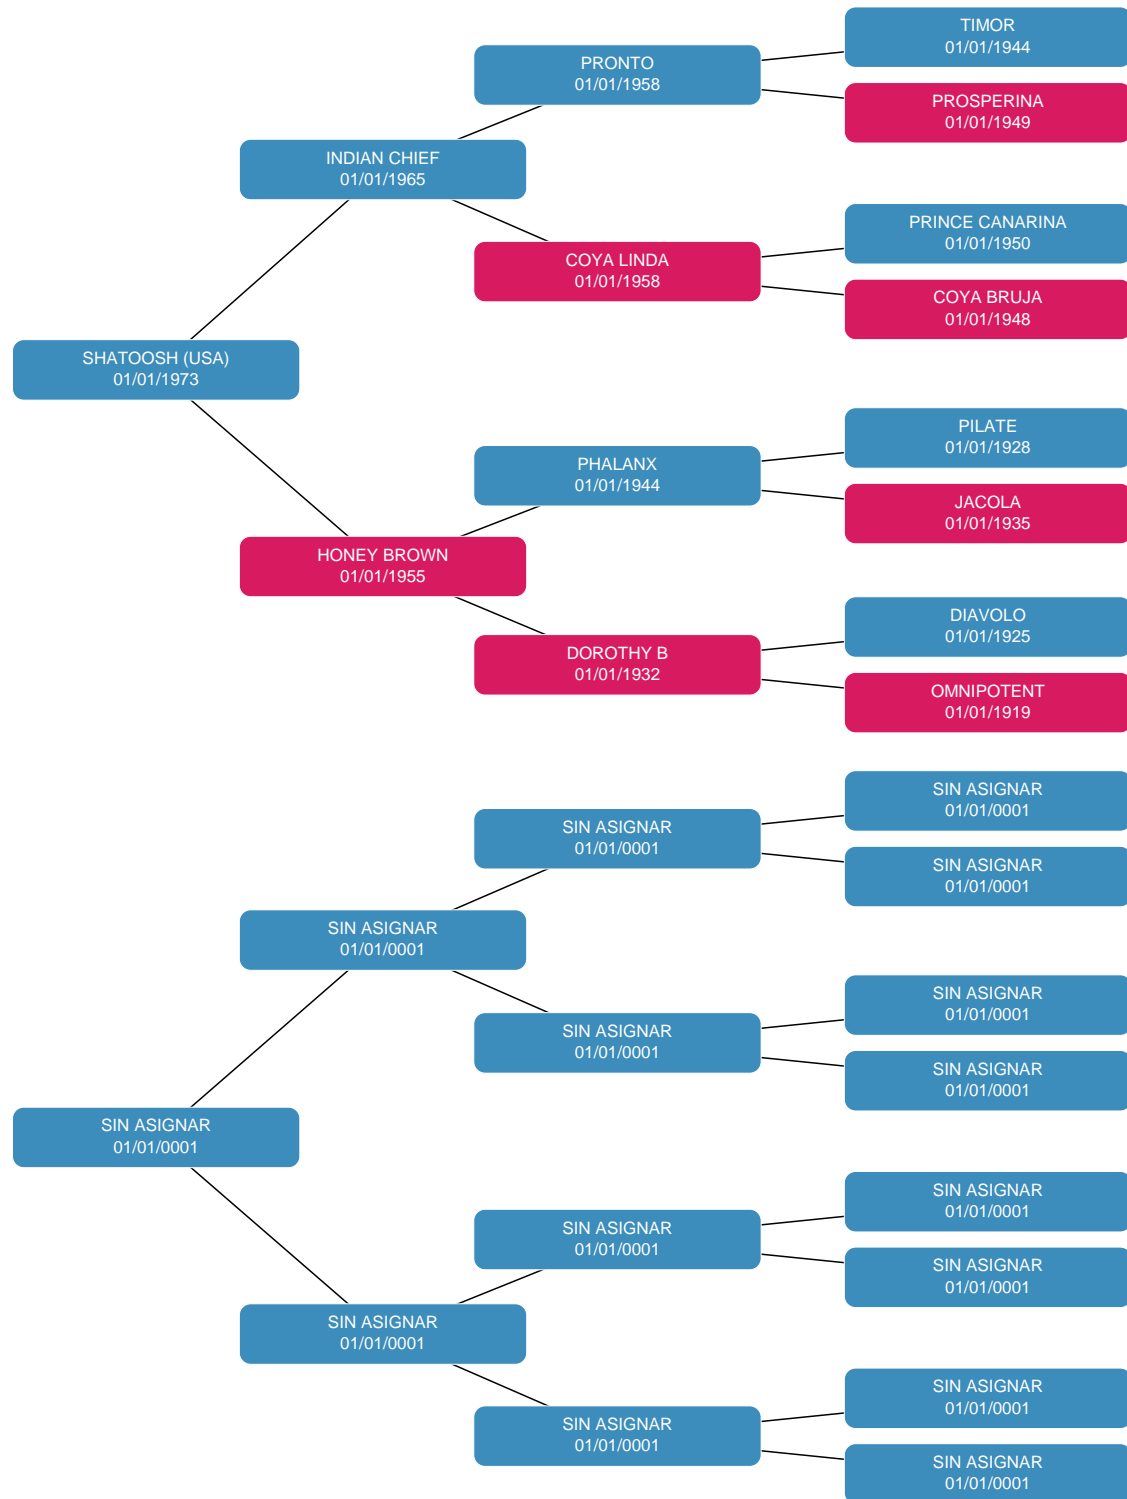 TIMOR
01/01/1944
PRONTO
01/01/1958
PROSPERINA
01/01/1949
INDIAN CHIEF
01/01/1965
PRINCE CANARINA
01/01/1950
COYA LINDA
01/01/1958
COYA BRUJA
01/01/1948
SHATOOSH (USA)
01/01/1973
PILATE
01/01/1928
PHALANX
01/01/1944
JACOLA
01/01/1935
HONEY BROWN
01/01/1955
DIAVOLO
01/01/1925
DOROTHY B
01/01/1932
OMNIPOTENT
01/01/1919
SIN ASIGNAR
01/01/0001
SIN ASIGNAR
01/01/0001
SIN ASIGNAR
01/01/0001
SIN ASIGNAR
01/01/0001
SIN ASIGNAR
01/01/0001
SIN ASIGNAR
01/01/0001
SIN ASIGNAR
01/01/0001
SIN ASIGNAR
01/01/0001
SIN ASIGNAR
01/01/0001
SIN ASIGNAR
01/01/0001
SIN ASIGNAR
01/01/0001
SIN ASIGNAR
01/01/0001
SIN ASIGNAR
01/01/0001
SIN ASIGNAR
01/01/0001
SIN ASIGNAR
01/01/0001